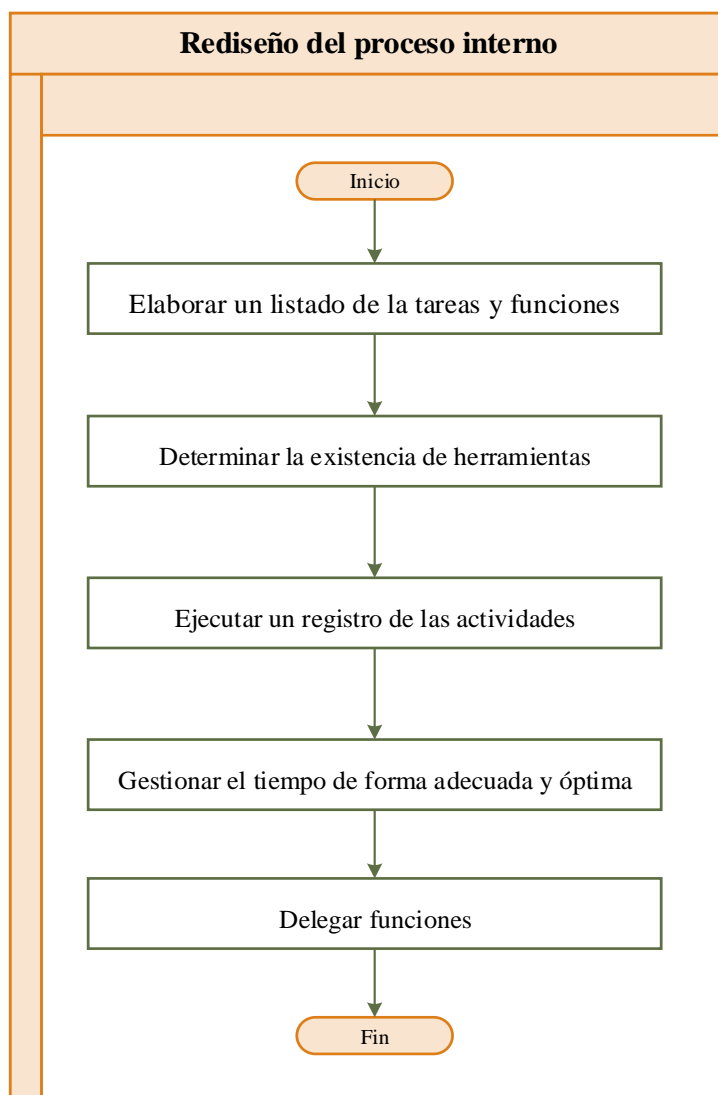 Rediseño del proceso interno
Inicio
Elaborar un listado de la tareas y funciones
Determinar la existencia de herramientas
Ejecutar un registro de las actividades
Gestionar el tiempo de forma adecuada y óptima
Delegar funciones
Fin